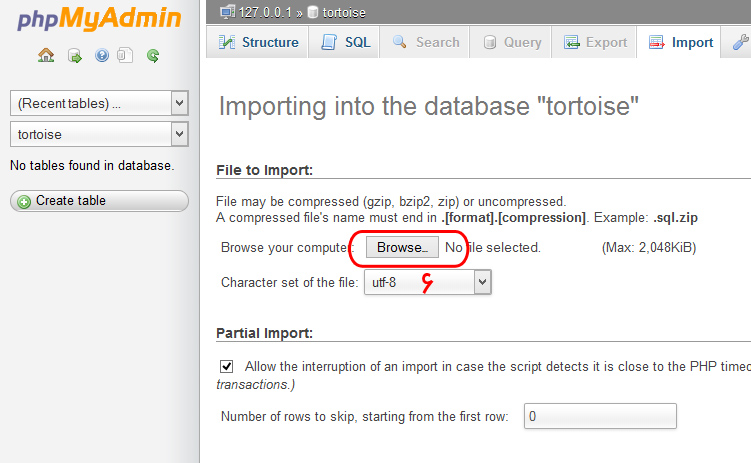 phpMyAdmin
127.0.0.1 » tortoise
Structure SQL Search Query Export Import
(Recent tables) ...
tortoise
No tables found in database.
Create table
Importing into the database "tortoise"
File to Import:
File may be compressed (gzip, bzip2, zip) or uncompressed.
A compressed file's name must end in .[format].[compression]. Example: .sql.zip
Browse your computer: Browse... No file selected. (Max: 2,048KiB)
Character set of the file: utf-8 ۶
Partial Import:
Allow the interruption of an import in case the script detects it is close to the PHP timeo
transactions.)
Number of rows to skip, starting from the first row: 0